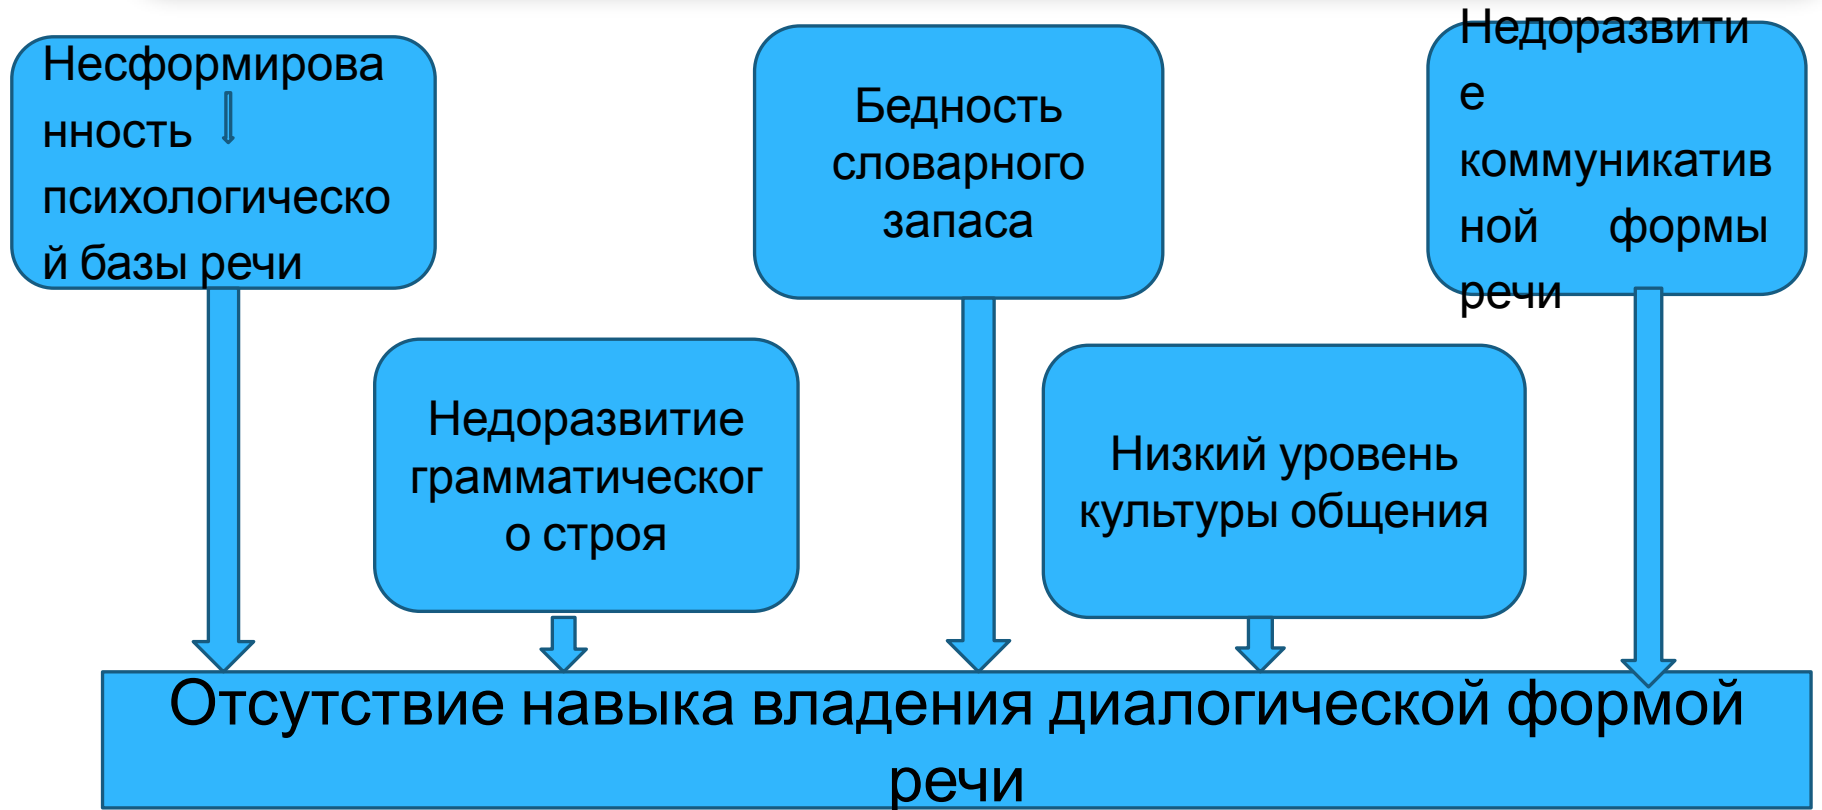 Несформирова
нность
психологическо
й базы речи
Бедность
словарного
запаса
Недоразвити
е
коммуникатив
ной формы
речи
Недоразвитие
грамматическог
о строя
Низкий уровень
культуры общения
Отсутствие навыка владения диалогической формой
речи